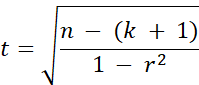 t = √((n − (k + 1))/(1 − r²))